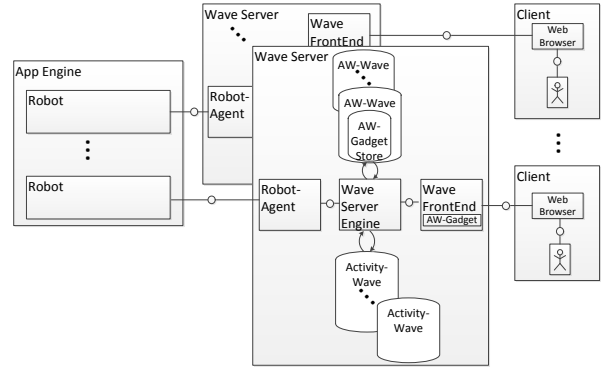 Wave Server
Wave
FrontEnd
Client
Web
Browser
App Engine
Robot
Robot-
Agent
Wave Server
AW-Wave
AW-Wave
AW-
Gadget
Store
Robot
Robot-
Agent
Wave
Server
Engine
Wave
FrontEnd
AW-Gadget
Client
Web
Browser
Activity-
Wave
Activity-
Wave